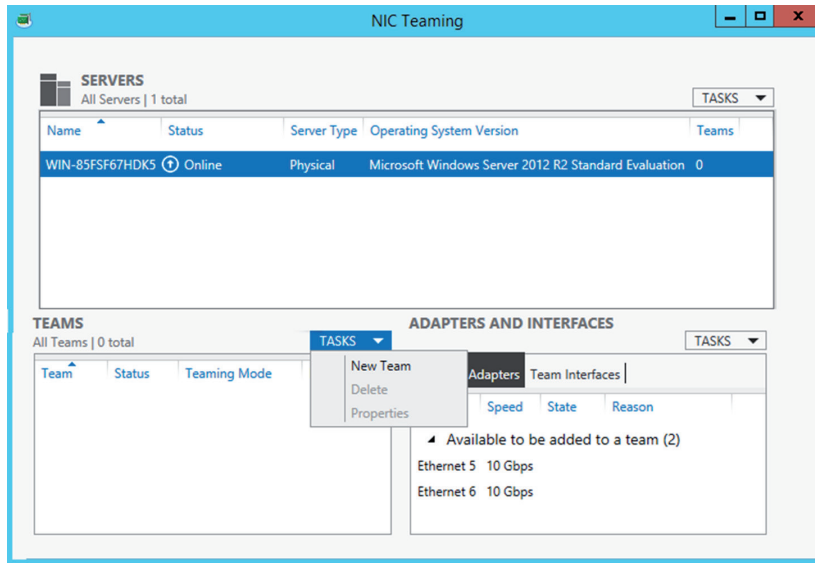 NIC Teaming
SERVERS
All Servers | 1 total
TASKS
Name Status Server Type Operating System Version Teams
WIN-85FSF67HDK5 Online Physical Microsoft Windows Server 2012 R2 Standard Evaluation 0
TEAMS
All Teams | 0 total
TASKS
Team Status Teaming Mode
New Team
Delete
Properties
ADAPTERS AND INTERFACES
TASKS
Adapters Team Interfaces
Speed State Reason
Available to be added to a team (2)
Ethernet 5 10 Gbps
Ethernet 6 10 Gbps